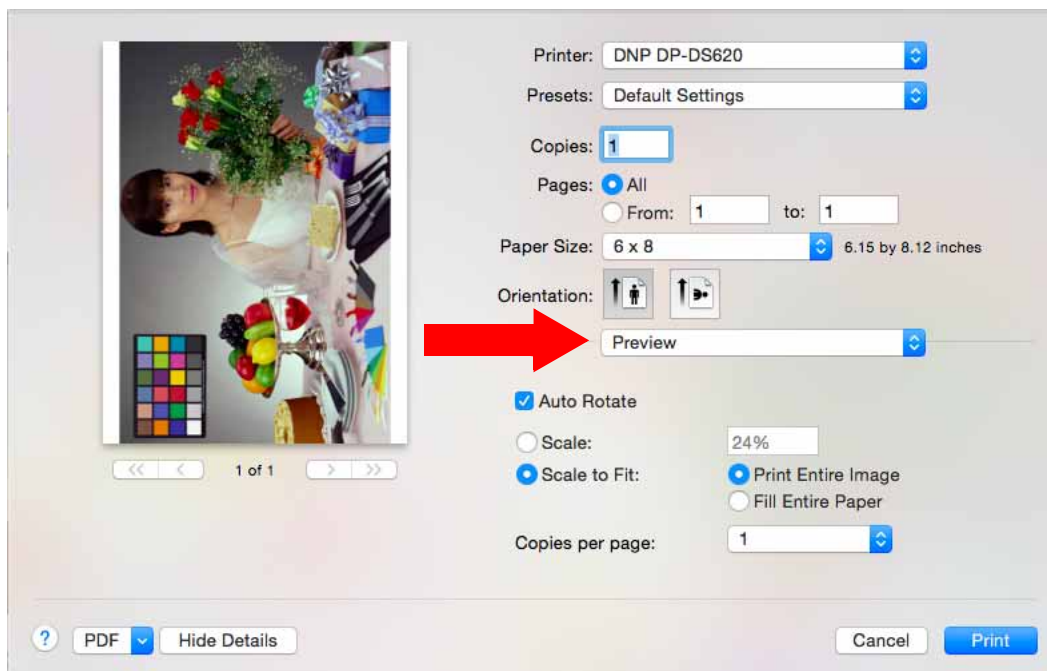 Printer: DNP DP-DS620
Presets: Default Settings
Copies: 1
Pages: All
From: 1 to: 1
Paper Size: 6 x 8 6.15 by 8.12 inches
Orientation:
Preview
Auto Rotate
Scale: 24%
Scale to Fit: Print Entire Image
Fill Entire Paper
Copies per page: 1
<< < 1 of 1 > >>
? PDF Hide Details Cancel Print